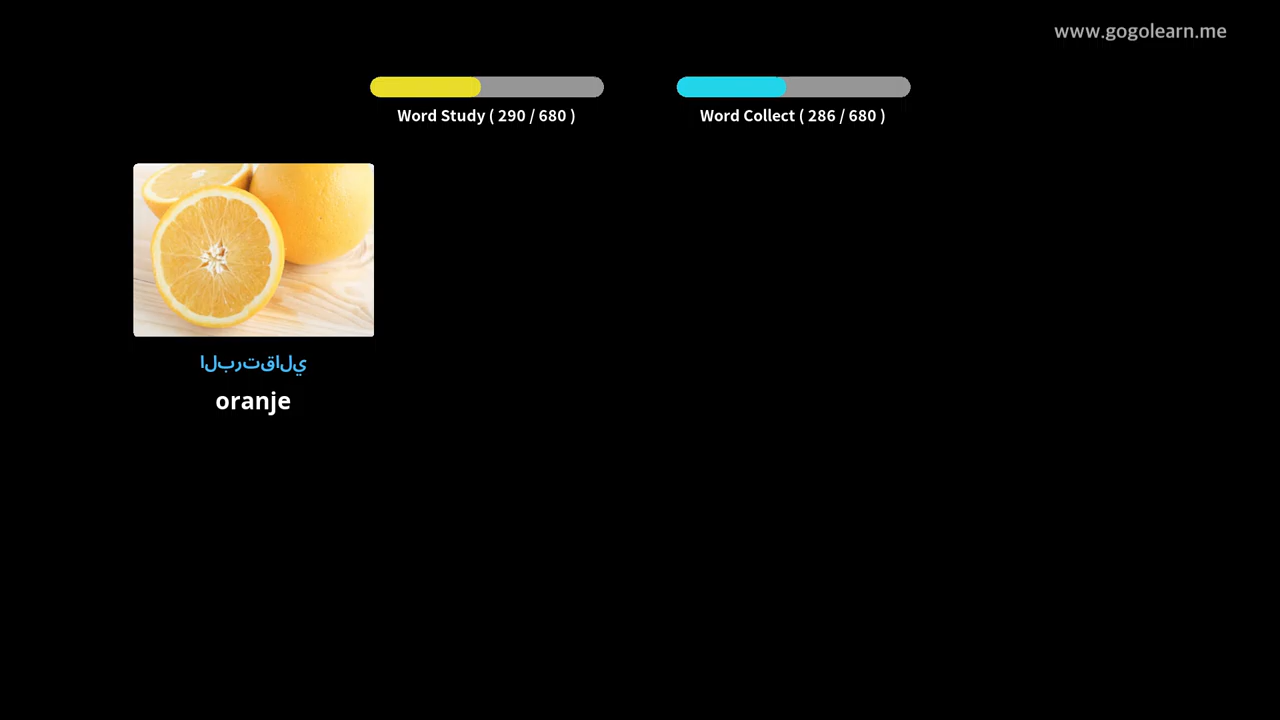 www.gogolearn.me
Word Study ( 290 / 680 )
Word Collect ( 286 / 680 )
البرتقالي
oranje